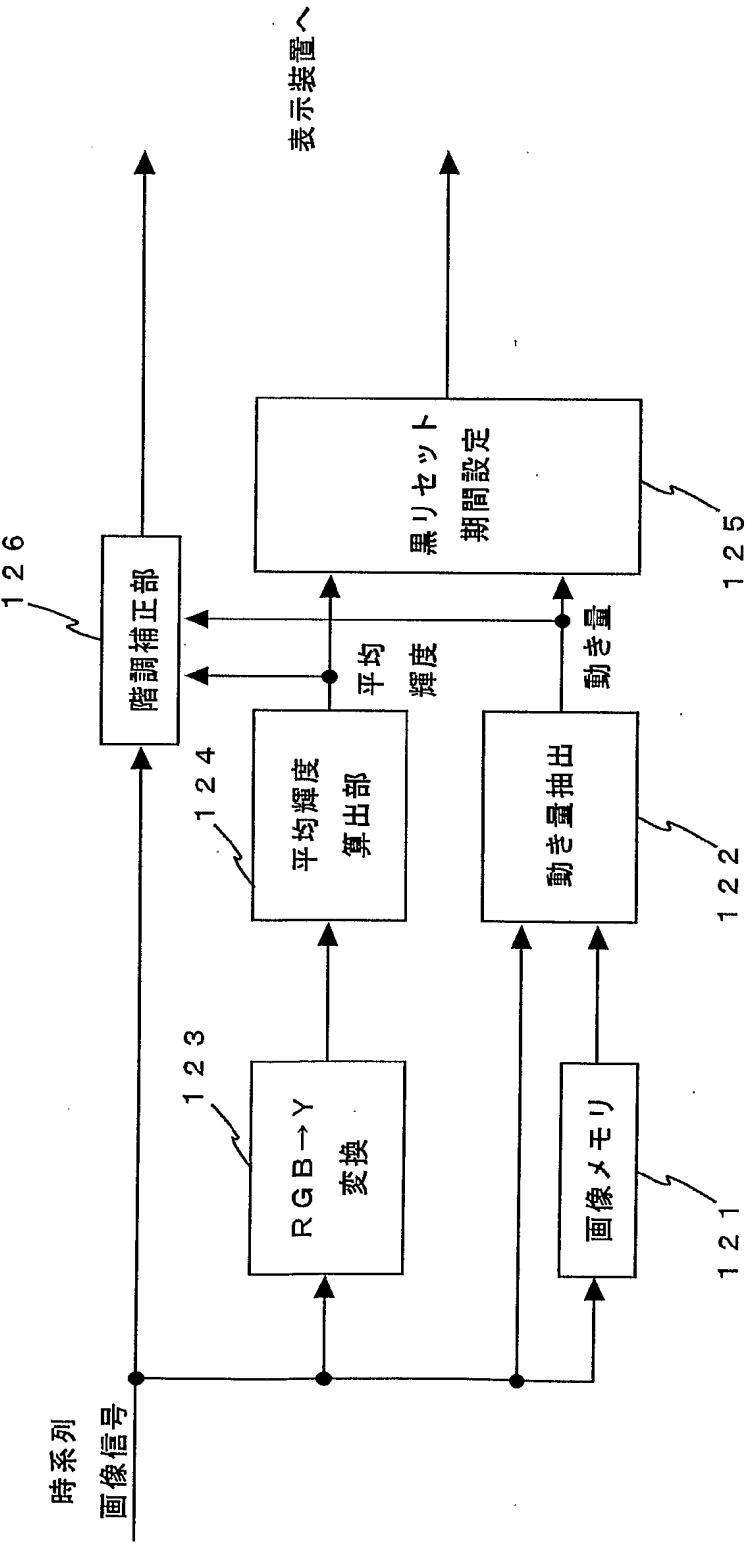 時系列
画像信号
126
階調補正部
表示装置へ
123
RGB→Y
変換
124
平均輝度
算出部
平均
輝度
黒リセット
期間設定
125
画像メモリ
121
動き量抽出
122
動き量